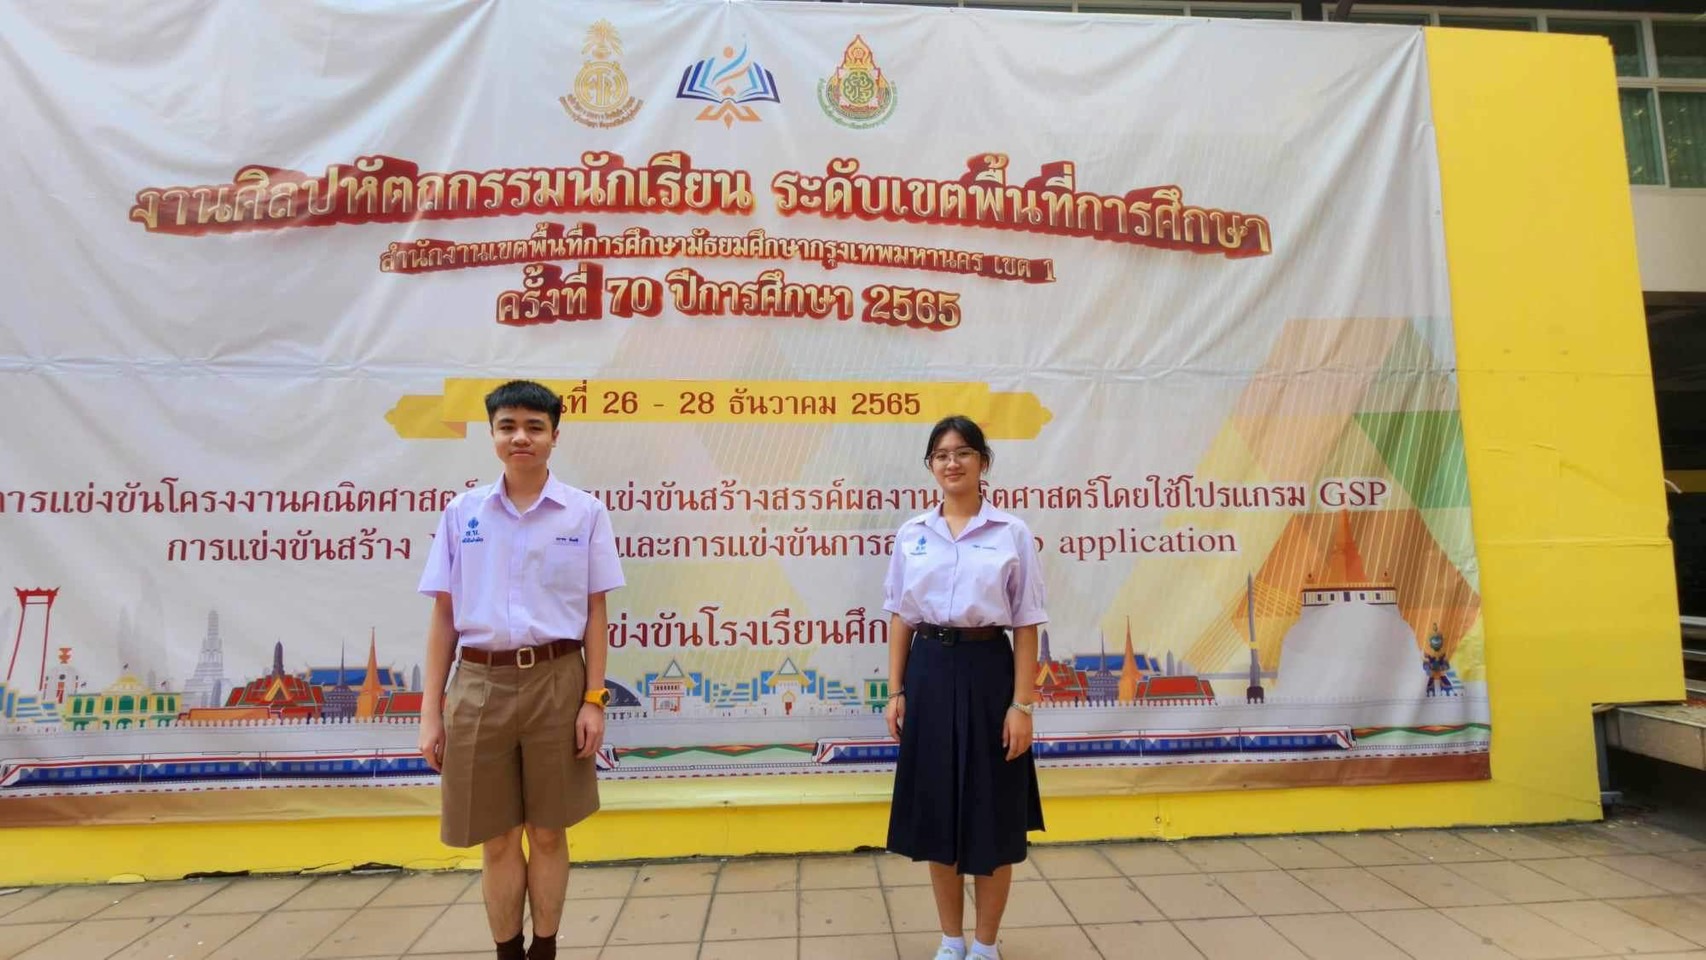 งานศิลปหัตถกรรมนักเรียน ระดับเขตพื้นที่การศึกษา
สำนักงานเขตพื้นที่การศึกษามัธยมศึกษากรุงเทพมหานคร เขต 1
ครั้งที่ 70 ปีการศึกษา 2565
นที่ 26 - 28 ธันวาคม 2565
การแข่งขันโครงงานคณิตศาสตร์ แข่งขันสร้างสรรค์ผลงาน ิตศาสตร์โดยใช้โปรแกรม GSP
การแข่งขันสร้าง และการแข่งขันการ application
ข่งขันโรงเรียนศึก